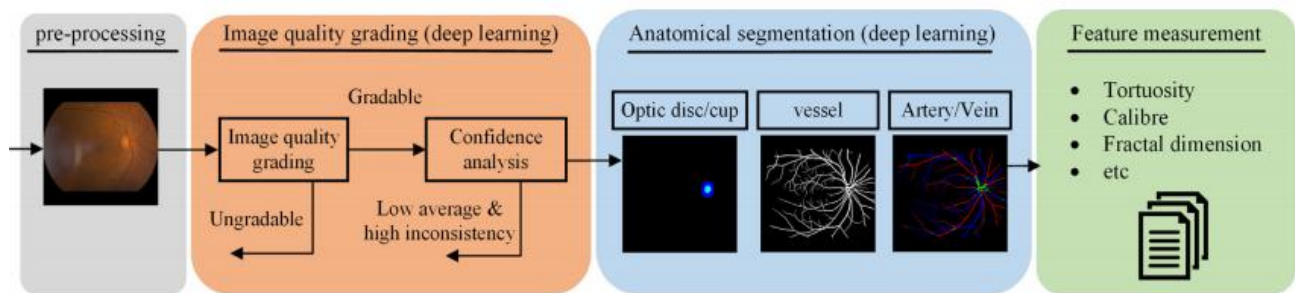 pre-processing
Image quality grading (deep learning)
Gradable
Image quality
grading
Confidence
analysis
Ungradable
Low average &
high inconsistency
Anatomical segmentation (deep learning)
Optic disc/cup
vessel
Artery/Vein
Feature measurement
• Tortuosity
• Calibre
• Fractal dimension
• etc